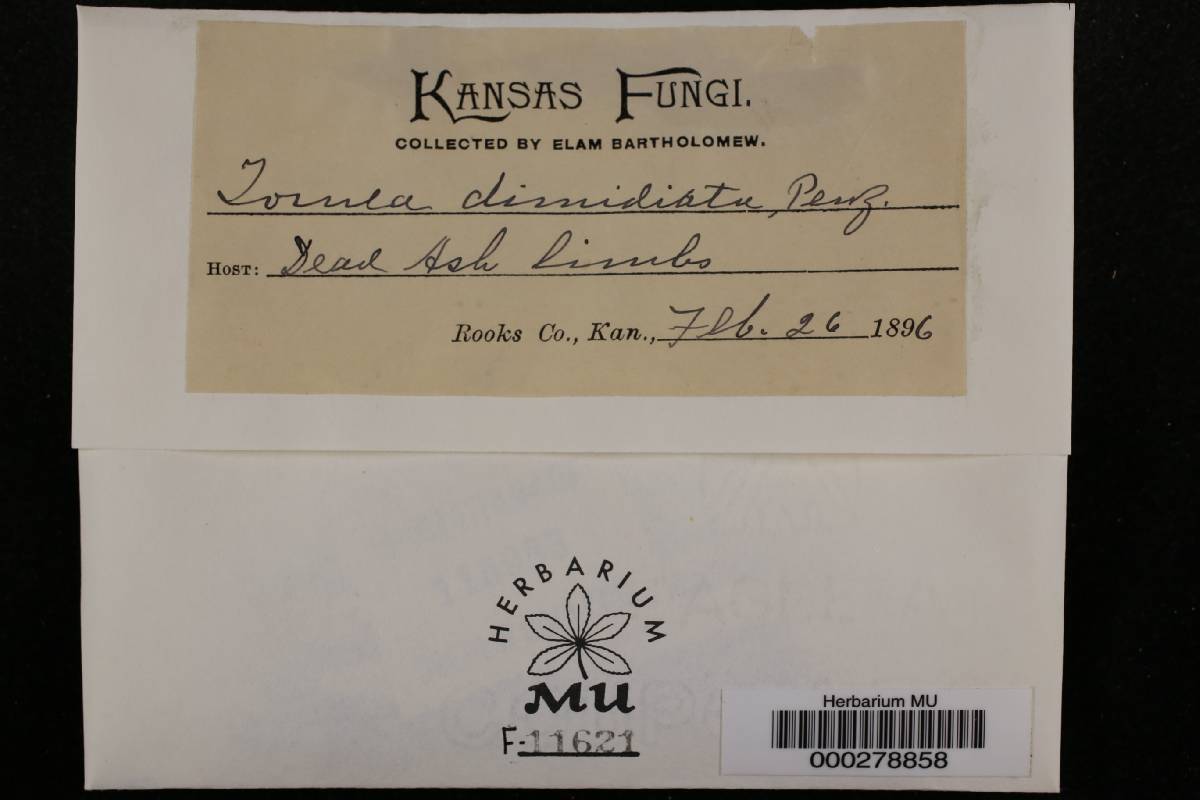 KANSAS FUNGI.
COLLECTED BY ELAM BARTHOLOMEW.
Torula dimidiata, Penz.
HOST: Dead Ash limbs
Rooks Co., Kan., Feb. 26 1896
HERBARIUM
MU
F-11621
Herbarium MU
000278858